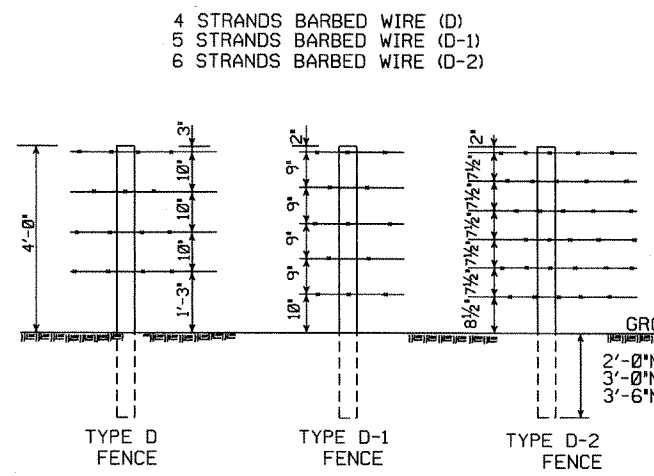 4 STRANDS BARBED WIRE (D)
5 STRANDS BARBED WIRE (D-1)
6 STRANDS BARBED WIRE (D-2)
4'-0"
3"
10"
10"
10"
1'-3"
2"
9"
9"
9"
9"
10"
2"
7½"
7½"
7½"
7½"
7½"
8½"
2'-0"
3'-0"
3'-6"
TYPE D
FENCE
TYPE D-1
FENCE
TYPE D-2
FENCE